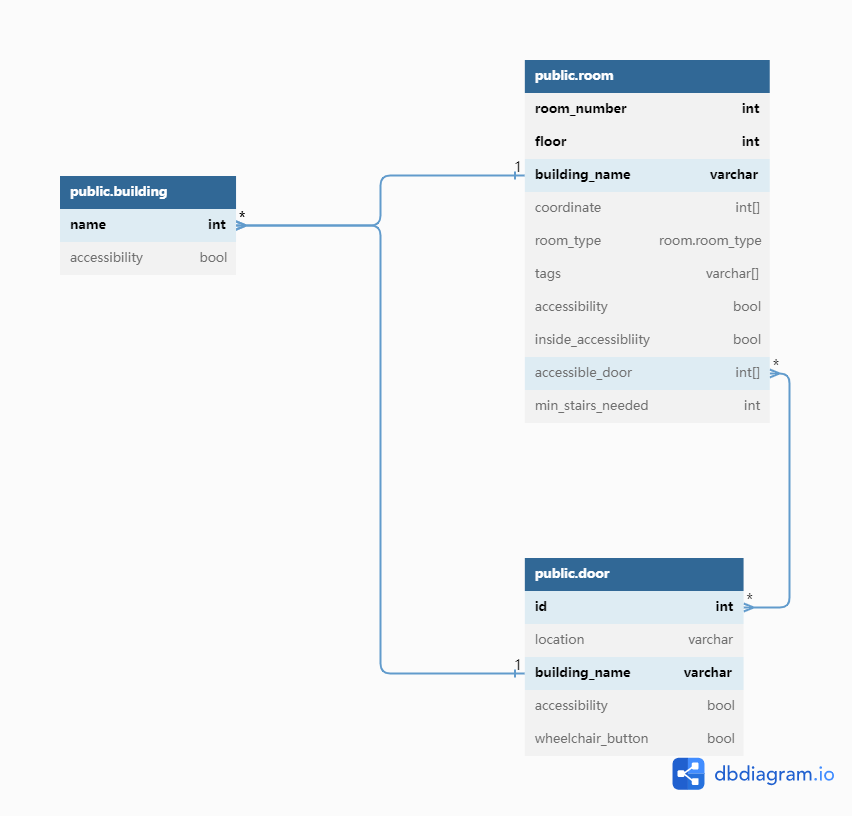 public.room
room_number int
floor int
1
building_name varchar
coordinate int[]
room_type room.room_type
tags varchar[]
accessibility bool
inside_accessibliity bool
*
accessible_door int[]
min_stairs_needed int
public.building
*
name int
accessibility bool
public.door
*
id int
location varchar
1
building_name varchar
accessibility bool
wheelchair_button bool
dbdiagram.io